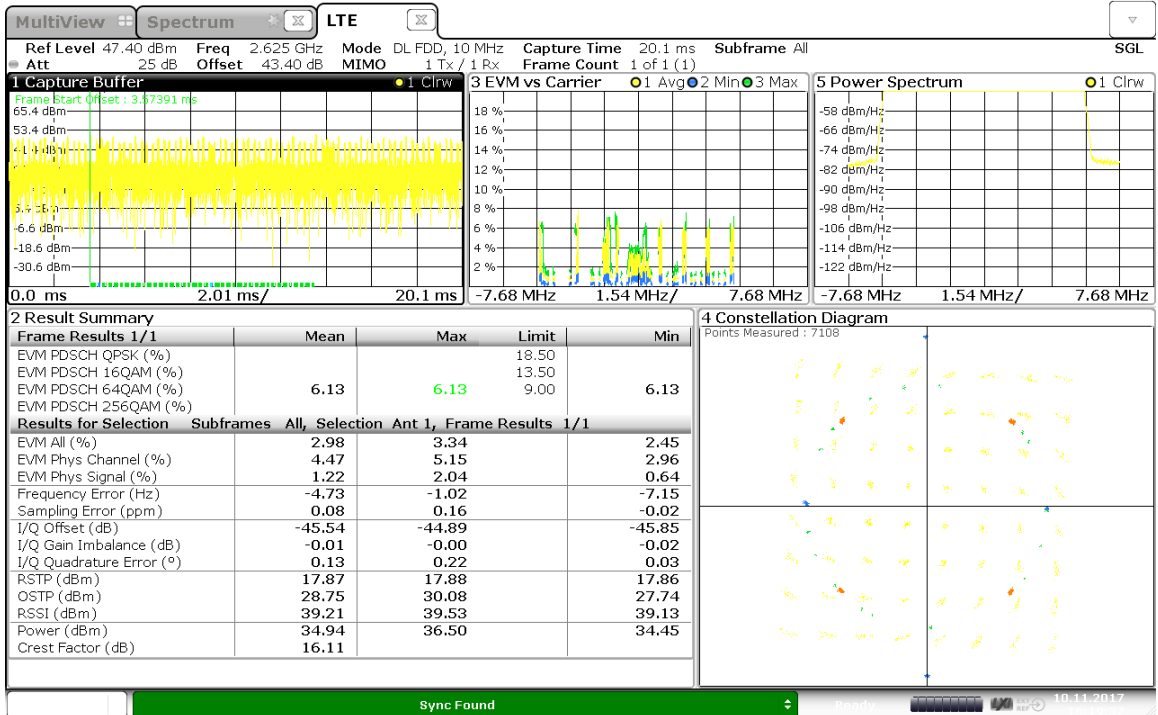 MultiView Spectrum LTE
Ref Level 47.40 dBm Freq 2.625 GHz Mode DL FDD, 10 MHz Capture Time 20.1 ms Subframe All SGL
Att 25 dB Offset 43.40 dB MIMO 1 Tx / 1 Rx Frame Count 1 of 1 (1)
1 Capture Buffer 1 Clrw
Frame Start Offset : 3.57391 ms
65.4 dBm
53.4 dBm
-6.6 dBm
-18.6 dBm
-30.6 dBm
0.0 ms 2.01 ms/ 20.1 ms
3 EVM vs Carrier 1 Avg 2 Min 3 Max
18 %
16 %
14 %
12 %
10 %
8 %
6 %
4 %
2 %
-7.68 MHz 1.54 MHz/ 7.68 MHz
5 Power Spectrum 1 Clrw
-58 dBm/Hz
-66 dBm/Hz
-74 dBm/Hz
-82 dBm/Hz
-90 dBm/Hz
-98 dBm/Hz
-106 dBm/Hz
-114 dBm/Hz
-122 dBm/Hz
-7.68 MHz 1.54 MHz/ 7.68 MHz
2 Result Summary
Frame Results 1/1 Mean Max Limit Min
EVM PDSCH QPSK (%) 18.50
EVM PDSCH 16QAM (%) 13.50
EVM PDSCH 64QAM (%) 6.13 6.13 9.00 6.13
EVM PDSCH 256QAM (%)
Results for Selection Subframes All, Selection Ant 1, Frame Results 1/1
EVM All (%) 2.98 3.34 2.45
EVM Phys Channel (%) 4.47 5.15 2.96
EVM Phys Signal (%) 1.22 2.04 0.64
Frequency Error (Hz) -4.73 -1.02 -7.15
Sampling Error (ppm) 0.08 0.16 -0.02
I/Q Offset (dB) -45.54 -44.89 -45.85
I/Q Gain Imbalance (dB) -0.01 -0.00 -0.02
I/Q Quadrature Error (º) 0.13 0.22 0.03
RSTP (dBm) 17.87 17.88 17.86
OSTP (dBm) 28.75 30.08 27.74
RSSI (dBm) 39.21 39.53 39.13
Power (dBm) 34.94 36.50 34.45
Crest Factor (dB) 16.11
4 Constellation Diagram
Points Measured : 7108
Sync Found Ready LXI EXT REF 10.11.2017